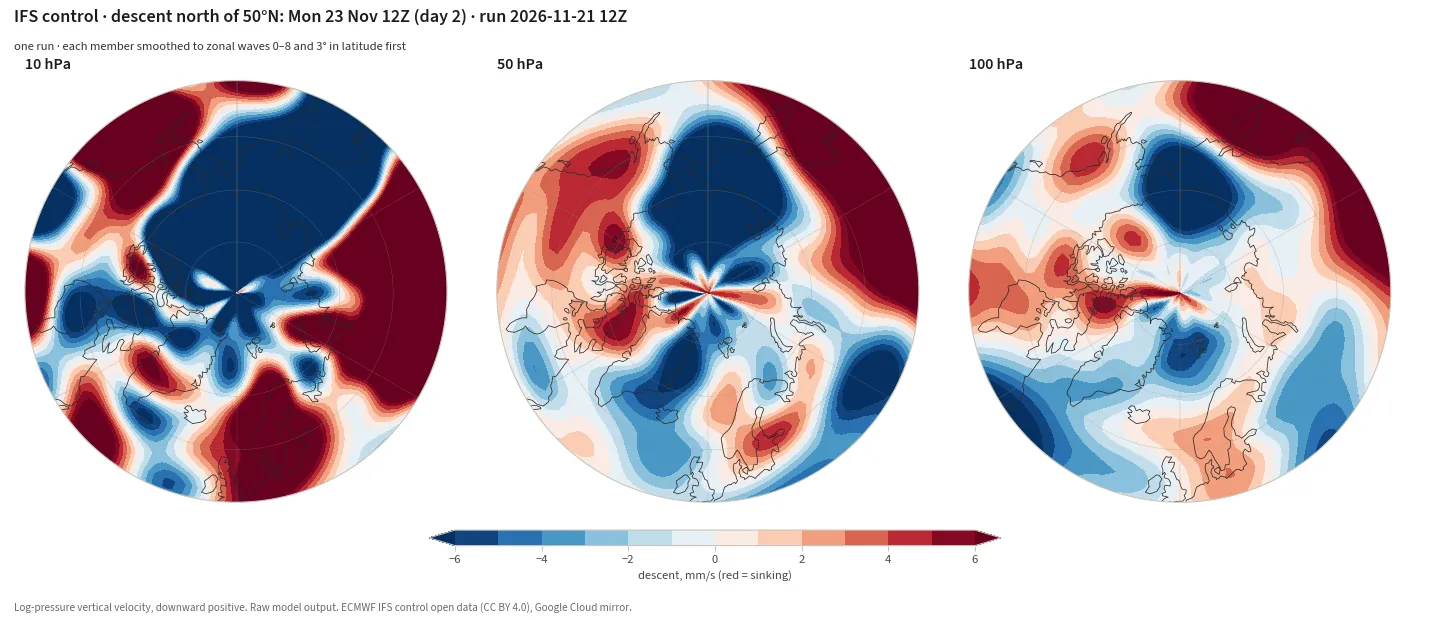 IFS control · descent north of 50°N: Mon 23 Nov 12Z (day 2) · run 2026-11-21 12Z
one run · each member smoothed to zonal waves 0–8 and 3° in latitude first
10 hPa
50 hPa
100 hPa
−6 −4 −2 0 2 4 6
descent, mm/s (red = sinking)
Log-pressure vertical velocity, downward positive. Raw model output. ECMWF IFS control open data (CC BY 4.0), Google Cloud mirror.